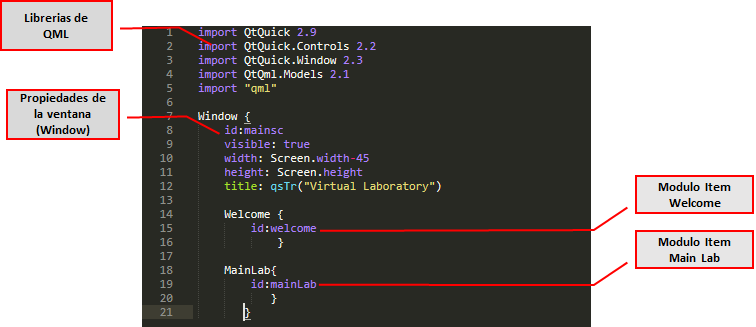 Librerias de
QML
Propiedades de
la ventana
(Window)
1 import QtQuick 2.9
2 import QtQuick.Controls 2.2
3 import QtQuick.Window 2.3
4 import QtQml.Models 2.1
5 import "qml"
6
7 Window {
8 id:mainsc
9 visible: true
10 width: Screen.width-45
11 height: Screen.height
12 title: qsTr("Virtual Laboratory")
13
14 Welcome {
15 id:welcome
16 }
17
18 MainLab{
19 id:mainLab
20 }
21 }
Modulo Item
Welcome
Modulo Item
Main Lab